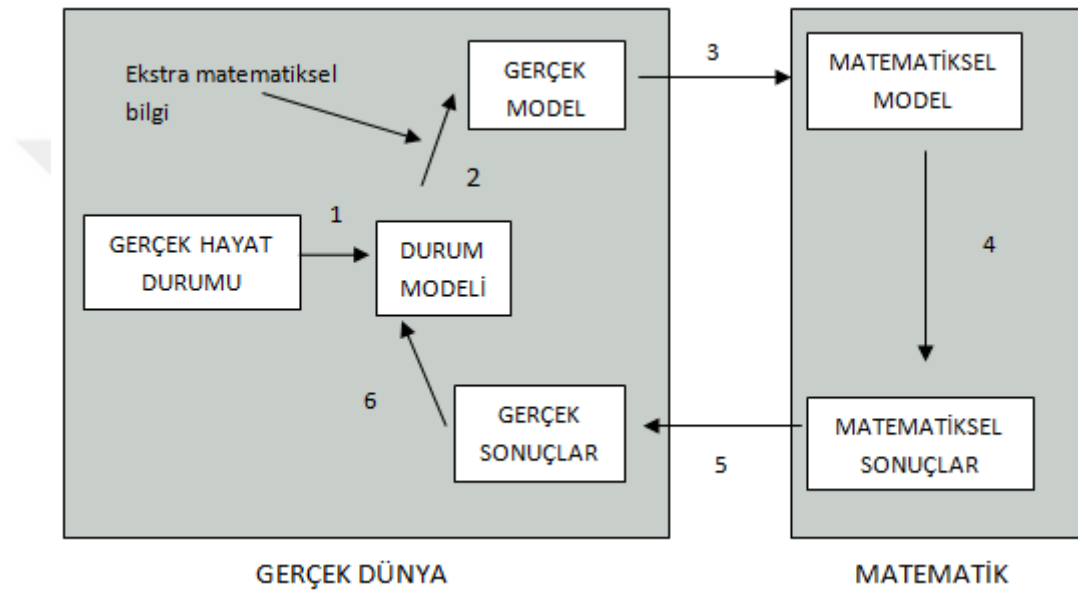 Ekstra matematiksel
bilgi
GERÇEK
MODEL
3
MATEMATİKSEL
MODEL
2
1
GERÇEK HAYAT
DURUMU
DURUM
MODELİ
4
6
GERÇEK
SONUÇLAR
5
MATEMATİKSEL
SONUÇLAR
GERÇEK DÜNYA
MATEMATİK